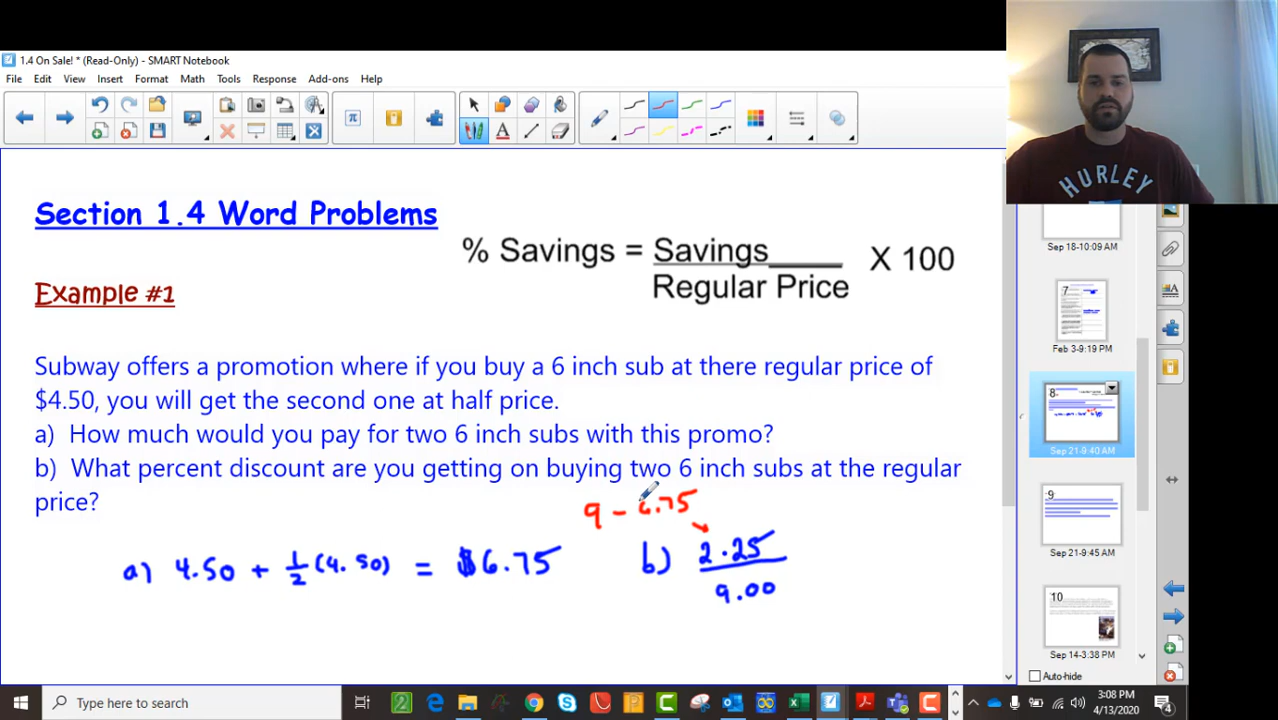 1.4 On Sale! * (Read-Only) - SMART Notebook
File Edit View Insert Format Math Tools Response Add-ons Help
HURLEY
Section 1.4 Word Problems
% Savings = Savings____ X 100
Regular Price
Example #1
Subway offers a promotion where if you buy a 6 inch sub at there regular price of
$4.50, you will get the second one at half price.
a) How much would you pay for two 6 inch subs with this promo?
b) What percent discount are you getting on buying two 6 inch subs at the regular
price?
9 - 6.75
a) 4.50 + 1/2 (4.50) = $6.75
b) 2.25
9.00
Sep 18-10:09 AM
7
Feb 3-9:19 PM
8
Sep 21-9:40 AM
9
Sep 21-9:45 AM
10
Sep 14-3:38 PM
Auto-hide
Type here to search
3:08 PM
4/13/2020
4